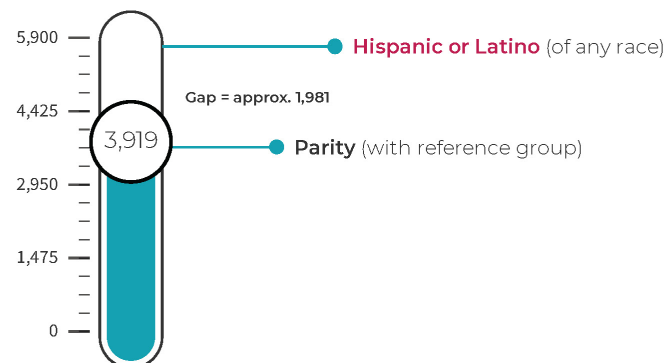 5,900
Hispanic or Latino (of any race)
Gap = approx. 1,981
4,425
3,919
Parity (with reference group)
2,950
1,475
0